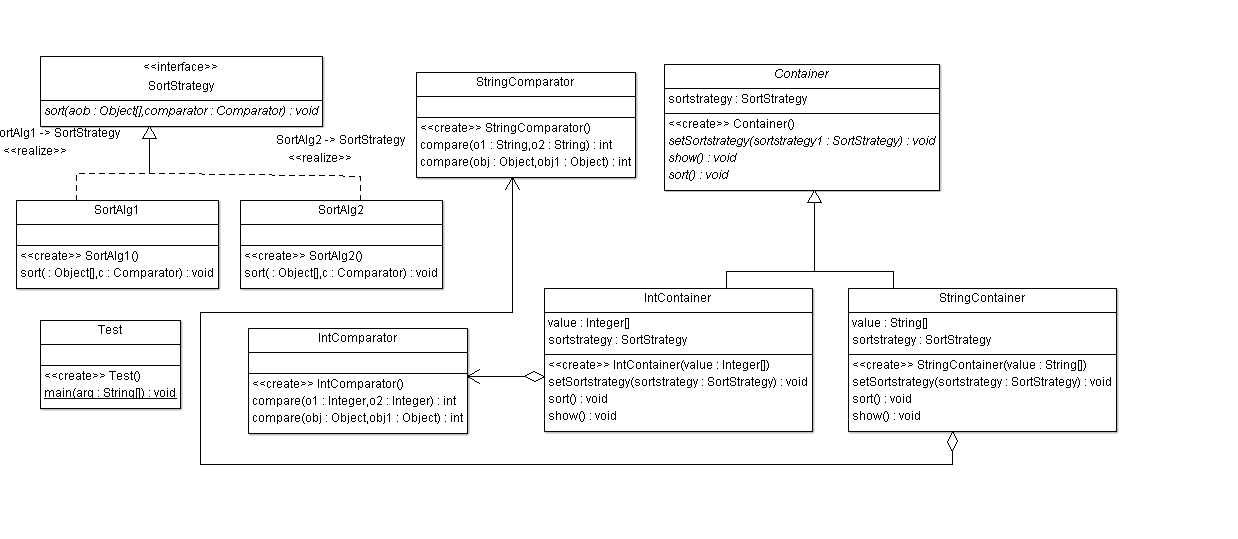 <<interface>>
SortStrategy
sort(aob : Object[],comparator : Comparator) : void
ortAlg1 -> SortStrategy
<<realize>>
SortAlg2 -> SortStrategy
<<realize>>
SortAlg1
<<create>> SortAlg1()
sort( : Object[],c : Comparator) : void
SortAlg2
<<create>> SortAlg2()
sort( : Object[],c : Comparator) : void
StringComparator
<<create>> StringComparator()
compare(o1 : String,o2 : String) : int
compare(obj : Object,obj1 : Object) : int
Container
sortstrategy : SortStrategy
<<create>> Container()
setSortstrategy(sortstrategy1 : SortStrategy) : void
show() : void
sort() : void
Test
<<create>> Test()
main(arg : String[]) : void
IntComparator
<<create>> IntComparator()
compare(o1 : Integer,o2 : Integer) : int
compare(obj : Object,obj1 : Object) : int
IntContainer
value : Integer[]
sortstrategy : SortStrategy
<<create>> IntContainer(value : Integer[])
setSortstrategy(sortstrategy : SortStrategy) : void
sort() : void
show() : void
StringContainer
value : String[]
sortstrategy : SortStrategy
<<create>> StringContainer(value : String[])
setSortstrategy(sortstrategy : SortStrategy) : void
sort() : void
show() : void